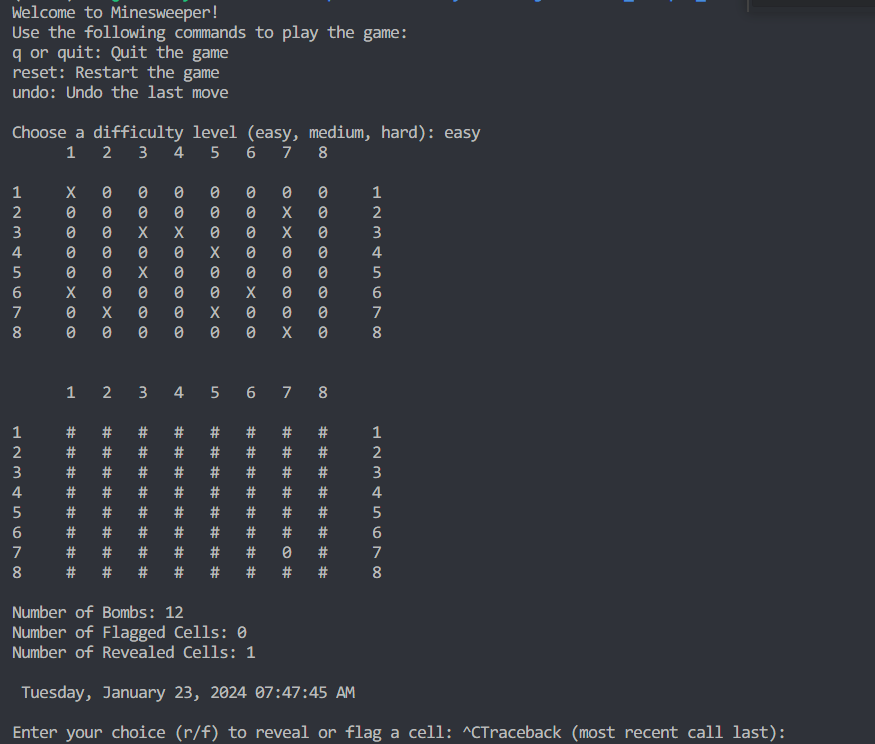 Welcome to Minesweeper!
Use the following commands to play the game:
q or quit: Quit the game
reset: Restart the game
undo: Undo the last move
Choose a difficulty level (easy, medium, hard): easy
1 2 3 4 5 6 7 8
1 X 0 0 0 0 0 0 0 1
2 0 0 0 0 0 0 X 0 2
3 0 0 X X 0 0 X 0 3
4 0 0 0 0 X 0 0 0 4
5 0 0 X 0 0 0 0 0 5
6 X 0 0 0 0 X 0 0 6
7 0 X 0 0 X 0 0 0 7
8 0 0 0 0 0 0 X 0 8
1 2 3 4 5 6 7 8
1 # # # # # # # # 1
2 # # # # # # # # 2
3 # # # # # # # # 3
4 # # # # # # # # 4
5 # # # # # # # # 5
6 # # # # # # # # 6
7 # # # # # # 0 # 7
8 # # # # # # # # 8
Number of Bombs: 12
Number of Flagged Cells: 0
Number of Revealed Cells: 1
Tuesday, January 23, 2024 07:47:45 AM
Enter your choice (r/f) to reveal or flag a cell: ^CTraceback (most recent call last):